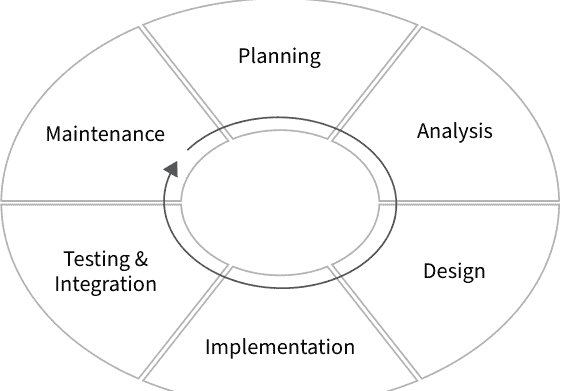 Planning
Analysis
Design
Implementation
Testing &
Integration
Maintenance